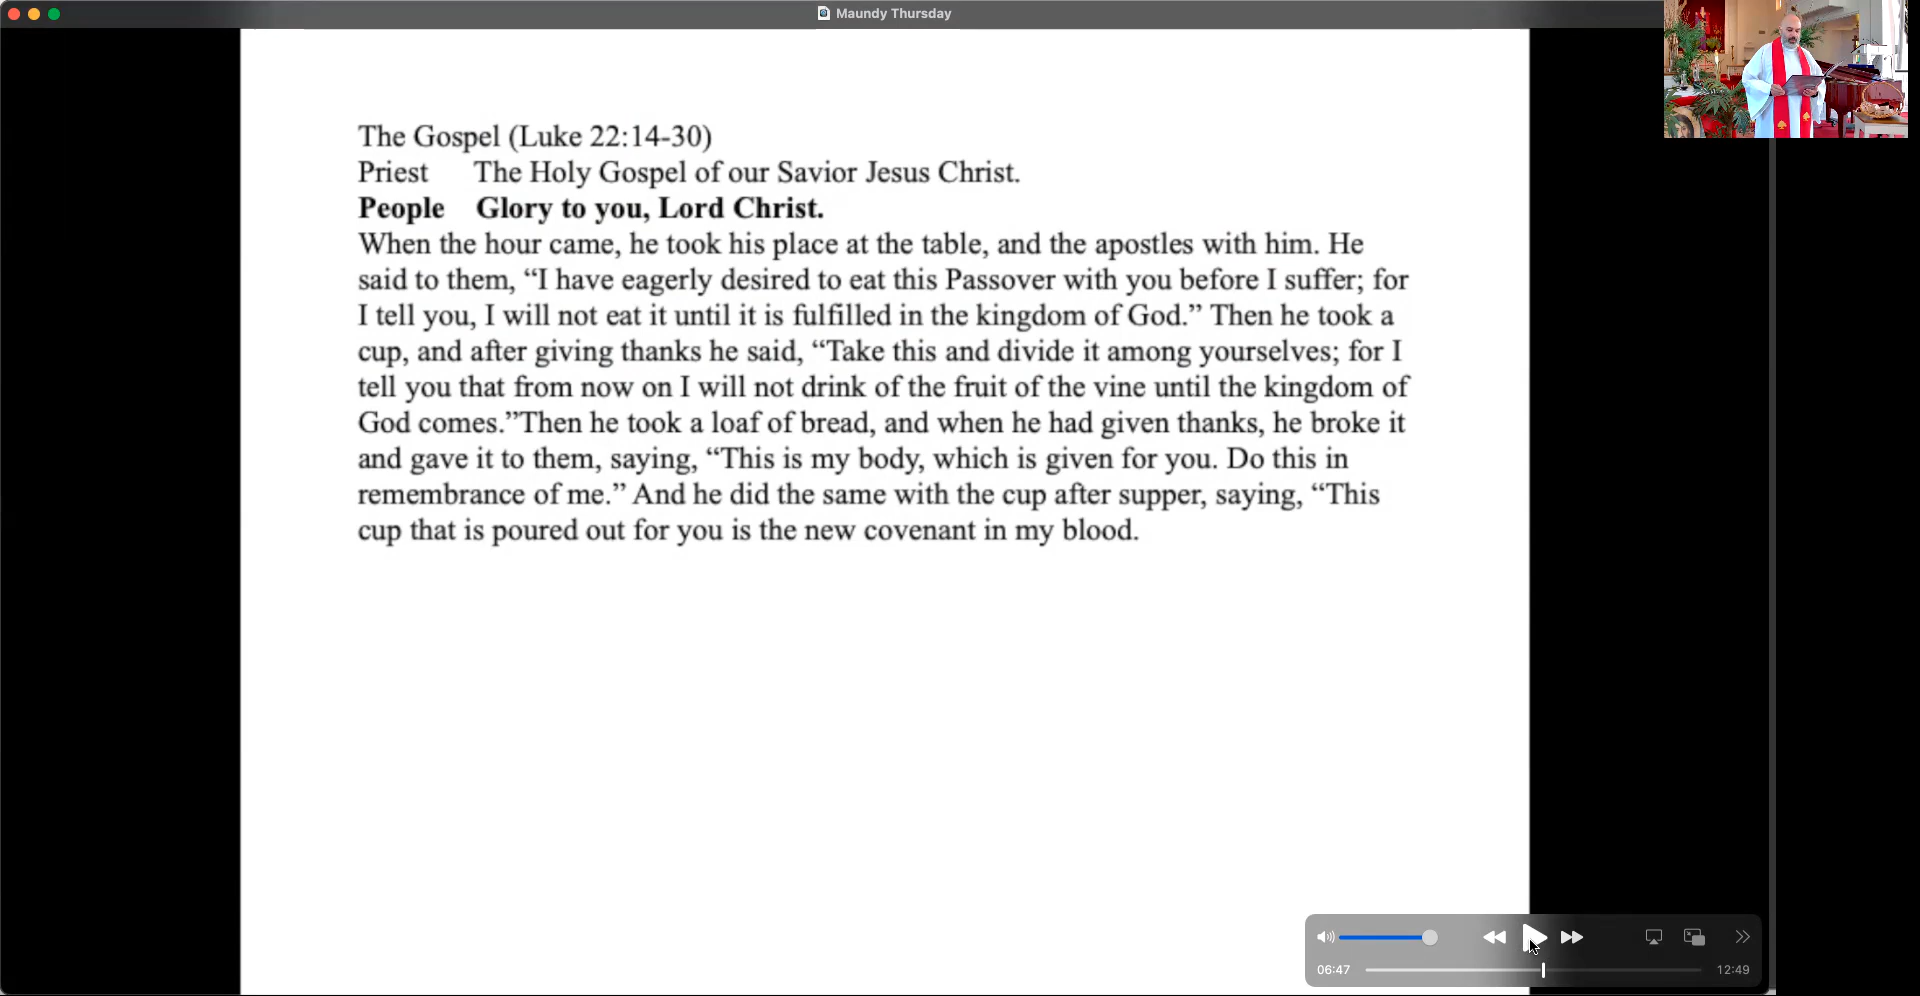 Maundy Thursday
The Gospel (Luke 22:14-30)
Priest The Holy Gospel of our Savior Jesus Christ.
People Glory to you, Lord Christ.
When the hour came, he took his place at the table, and the apostles with him. He
said to them, “I have eagerly desired to eat this Passover with you before I suffer; for
I tell you, I will not eat it until it is fulfilled in the kingdom of God.” Then he took a
cup, and after giving thanks he said, “Take this and divide it among yourselves; for I
tell you that from now on I will not drink of the fruit of the vine until the kingdom of
God comes.”Then he took a loaf of bread, and when he had given thanks, he broke it
and gave it to them, saying, “This is my body, which is given for you. Do this in
remembrance of me.” And he did the same with the cup after supper, saying, “This
cup that is poured out for you is the new covenant in my blood.
06:47 12:49